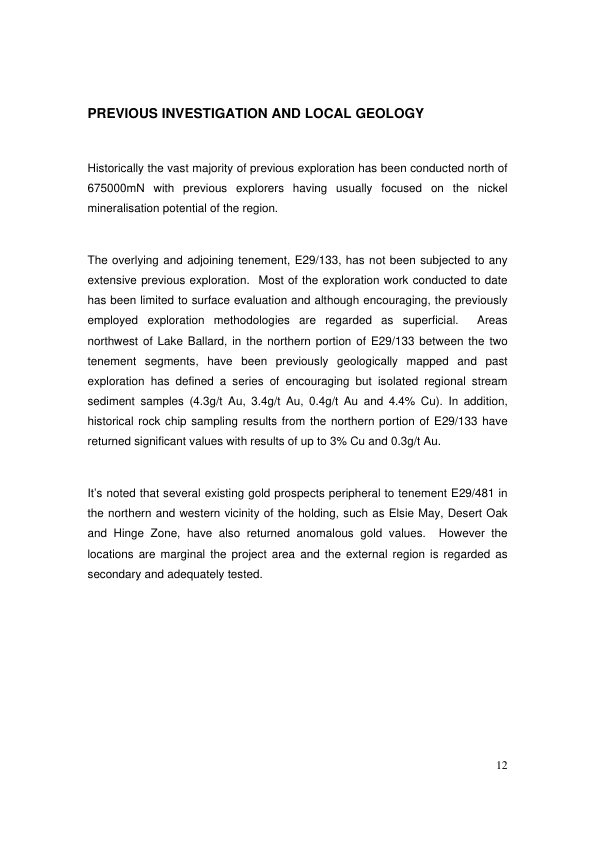 PREVIOUS INVESTIGATION AND LOCAL GEOLOGY
Historically the vast majority of previous exploration has been conducted north of
675000mN with previous explorers having usually focused on the nickel
mineralisation potential of the region.
The overlying and adjoining tenement, E29/133, has not been subjected to any
extensive previous exploration.  Most of the exploration work conducted to date
has been limited to surface evaluation and although encouraging, the previously
employed exploration methodologies are regarded as superficial.  Areas
northwest of Lake Ballard, in the northern portion of E29/133 between the two
tenement segments, have been previously geologically mapped and past
exploration has defined a series of encouraging but isolated regional stream
sediment samples (4.3g/t Au, 3.4g/t Au, 0.4g/t Au and 4.4% Cu). In addition,
historical rock chip sampling results from the northern portion of E29/133 have
returned significant values with results of up to 3% Cu and 0.3g/t Au.
It’s noted that several existing gold prospects peripheral to tenement E29/481 in
the northern and western vicinity of the holding, such as Elsie May, Desert Oak
and Hinge Zone, have also returned anomalous gold values.  However the
locations are marginal the project area and the external region is regarded as
secondary and adequately tested.
12